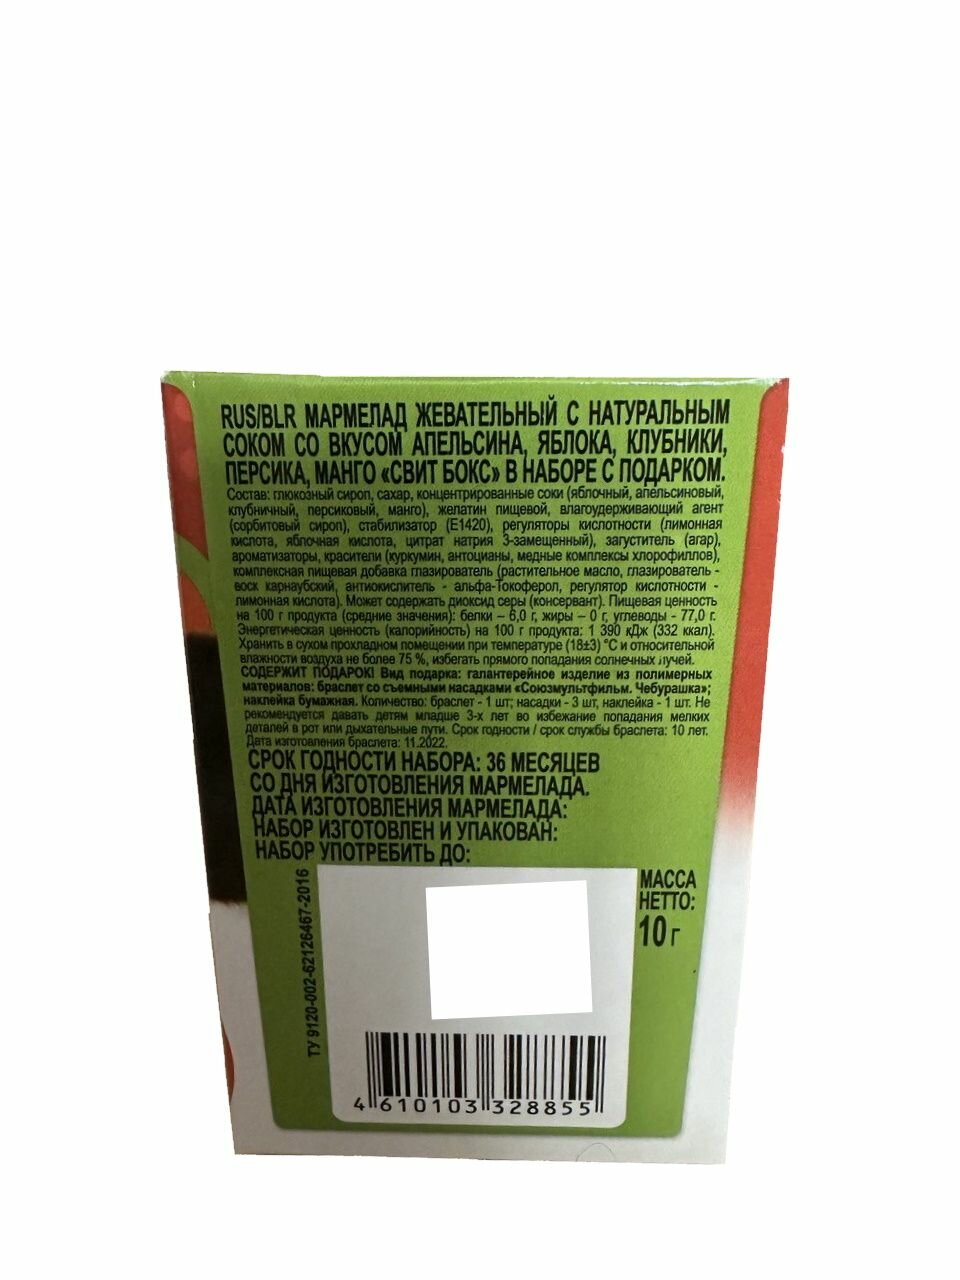 RUS/BLR МАРМЕЛАД ЖЕВАТЕЛЬНЫЙ С НАТУРАЛЬНЫМ
СОКОМ СО ВКУСОМ АПЕЛЬСИНА, ЯБЛОКА, КЛУБНИКИ,
ПЕРСИКА, МАНГО «СВИТ БОКС» В НАБОРЕ С ПОДАРКОМ.
Состав: глюкозный сироп, сахар, концентрированные соки (яблочный, апельсиновый,
клубничный, персиковый, манго), желатин пищевой, влагоудерживающий агент
(сорбитовый сироп), стабилизатор (Е1420), регуляторы кислотности (лимонная
кислота, яблочная кислота, цитрат натрия 3-замещенный), загуститель (агар),
ароматизаторы, красители (куркумин, антоцианы, медные комплексы хлорофиллов),
комплексная пищевая добавка глазирователь (растительное масло, глазирователь -
воск карнаубский, антиокислитель - альфа-Токоферол, регулятор кислотности -
лимонная кислота). Может содержать диоксид серы (консервант). Пищевая ценность
на 100 г продукта (средние значения): белки – 6,0 г, жиры – 0 г, углеводы - 77,0 г.
Энергетическая ценность (калорийность) на 100 г продукта: 1 390 кДж (332 ккал).
Хранить в сухом прохладном помещении при температуре (18±3) °С и относительной
влажности воздуха не более 75 %, избегать прямого попадания солнечных лучей.
СОДЕРЖИТ ПОДАРОК! Вид подарка: галантерейное изделие из полимерных
материалов: браслет со съемными насадками «Союзмультфильм. Чебурашка»;
наклейка бумажная. Количество: браслет - 1 шт; насадки - 3 шт, наклейка - 1 шт. Не
рекомендуется давать детям младше 3-х лет во избежание попадания мелких
деталей в рот или дыхательные пути. Срок годности / срок службы браслета: 10 лет.
Дата изготовления браслета: 11.2022.
СРОК ГОДНОСТИ НАБОРА: 36 МЕСЯЦЕВ
СО ДНЯ ИЗГОТОВЛЕНИЯ МАРМЕЛАДА.
ДАТА ИЗГОТОВЛЕНИЯ МАРМЕЛАДА:
НАБОР ИЗГОТОВЛЕН И УПАКОВАН:
НАБОР УПОТРЕБИТЬ ДО:
ТУ 9120-002-62126467-2016
МАССА
НЕТТО:
10 г
4 610103 328855